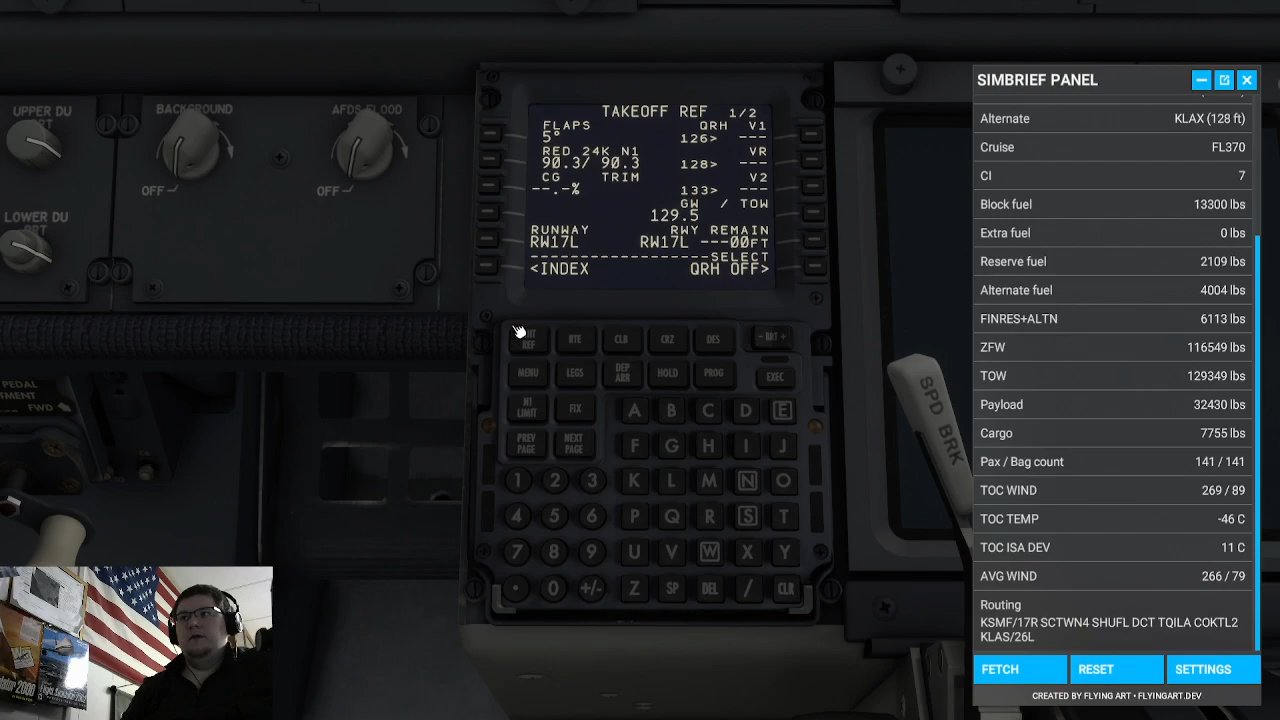 UPPER DU
BRT
BACKGROUND
OFF
AFDS FLOOD
OFF
LOWER DU
BRT
PEDAL
FWD
TAKEOFF REF 1/2
FLAPS QRH V1
5° 126> ---
RED 24K N1 VR
90.3/ 90.3 128> ---
CG TRIM V2
--.-% 133> ---
GW / TOW
129.5
RUNWAY RWY REMAIN
RW17L RW17L ---00FT
--------------------SELECT
<INDEX QRH OFF>
REF
RTE
CLB
CRZ
DES
- BRT +
MENU
LEGS
DEP
ARR
HOLD
PROG
EXEC
N1
LIMIT
FIX
A B C D E
PREV
PAGE
NEXT
PAGE
F G H I J
1 2 3 K L M N O
4 5 6 P Q R S T
7 8 9 U V W X Y
. 0 +/- Z SP DEL / CLR
SPD BRK
SIMBRIEF PANEL
Alternate KLAX (128 ft)
Cruise FL370
CI 7
Block fuel 13300 lbs
Extra fuel 0 lbs
Reserve fuel 2109 lbs
Alternate fuel 4004 lbs
FINRES+ALTN 6113 lbs
ZFW 116549 lbs
TOW 129349 lbs
Payload 32430 lbs
Cargo 7755 lbs
Pax / Bag count 141 / 141
TOC WIND 269 / 89
TOC TEMP -46 C
TOC ISA DEV 11 C
AVG WIND 266 / 79
Routing
KSMF/17R SCTWN4 SHUFL DCT TQILA COKTL2
KLAS/26L
FETCH RESET SETTINGS
CREATED BY FLYING ART • FLYINGART.DEV